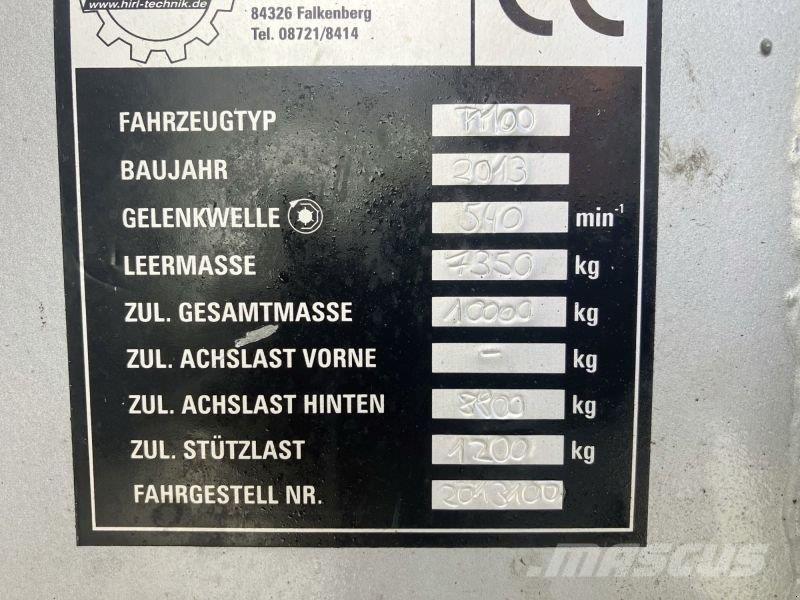 www.hirl-technik.de
84326 Falkenberg
Tel. 08721/8414
CE
FAHRZEUGTYP
BAUJAHR 2013
GELENKWELLE 540 min⁻¹
LEERMASSE 7350 kg
ZUL. GESAMTMASSE 10000 kg
ZUL. ACHSLAST VORNE - kg
ZUL. ACHSLAST HINTEN kg
ZUL. STÜTZLAST 1200 kg
FAHRGESTELL NR. 2013100
MASCUS